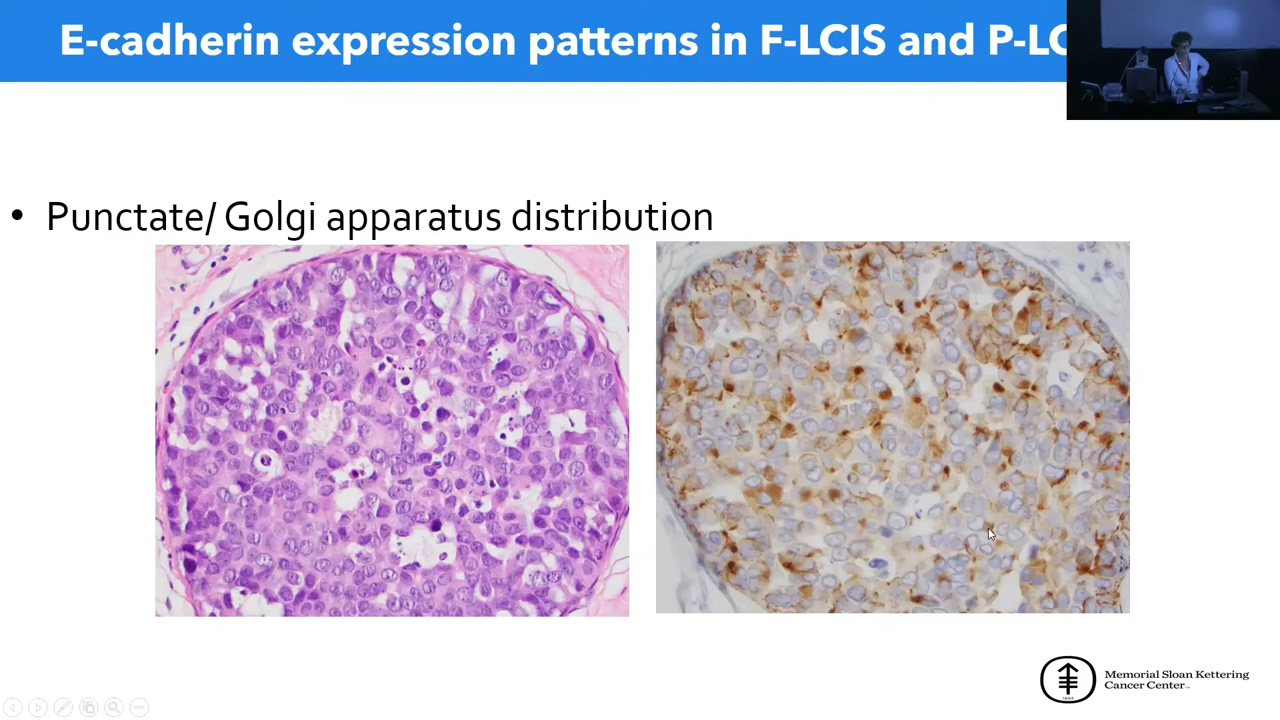 E-cadherin expression patterns in F-LCIS and P-LC
• Punctate/ Golgi apparatus distribution
Memorial Sloan Kettering
Cancer Center